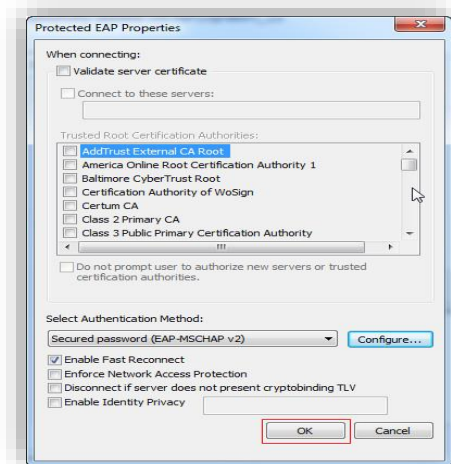 Protected EAP Properties
When connecting:
Validate server certificate
Connect to these servers:
Trusted Root Certification Authorities:
AddTrust External CA Root
America Online Root Certification Authority 1
Baltimore CyberTrust Root
Certification Authority of WoSign
Certum CA
Class 2 Primary CA
Class 3 Public Primary Certification Authority
Do not prompt user to authorize new servers or trusted
certification authorities.
Select Authentication Method:
Secured password (EAP-MSCHAP v2) Configure...
Enable Fast Reconnect
Enforce Network Access Protection
Disconnect if server does not present cryptobinding TLV
Enable Identity Privacy
OK Cancel